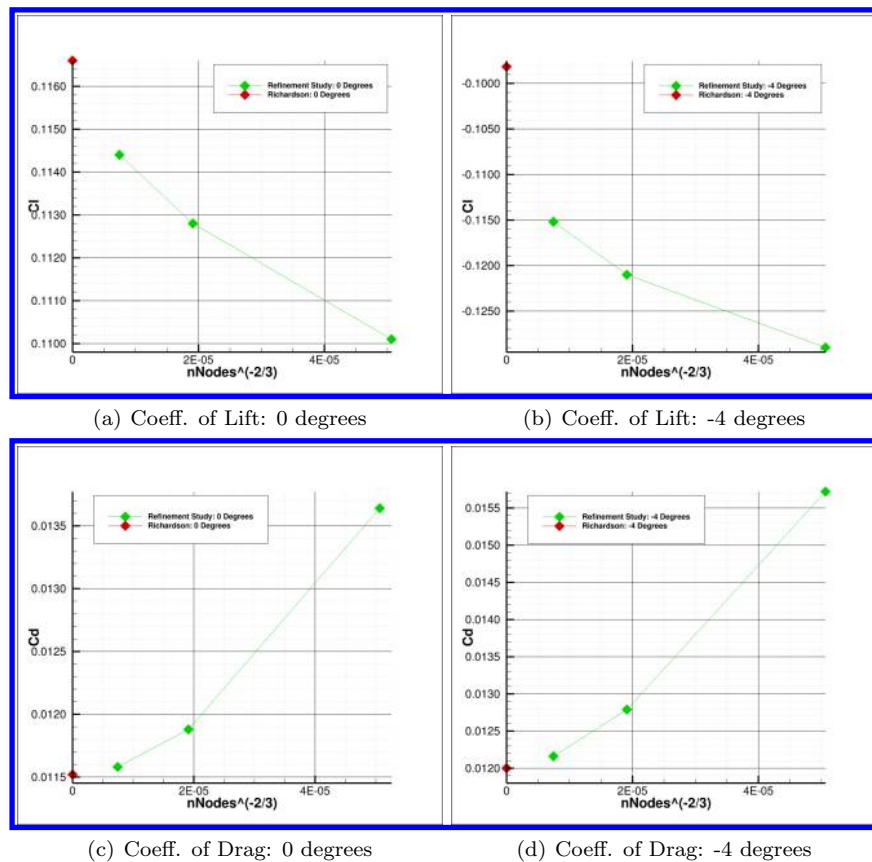 0.1160
0.1150
0.1140
0.1130
0.1120
0.1110
0.1100
Cl
0
2E-05
4E-05
nNodes^(-2/3)
Refinement Study: 0 Degrees
Richardson: 0 Degrees
-0.1000
-0.1050
-0.1100
-0.1150
-0.1200
-0.1250
Cl
0
2E-05
4E-05
nNodes^(-2/3)
Refinement Study: -4 Degrees
Richardson: -4 Degrees
(a) Coeff. of Lift: 0 degrees
(b) Coeff. of Lift: -4 degrees
0.0135
0.0130
0.0125
0.0120
0.0115
Cd
0
2E-05
4E-05
nNodes^(-2/3)
Refinement Study: 0 Degrees
Richardson: 0 Degrees
0.0155
0.0150
0.0145
0.0140
0.0135
0.0130
0.0125
0.0120
Cd
0
2E-05
4E-05
nNodes^(-2/3)
Refinement Study: -4 Degrees
Richardson: -4 Degrees
(c) Coeff. of Drag: 0 degrees
(d) Coeff. of Drag: -4 degrees